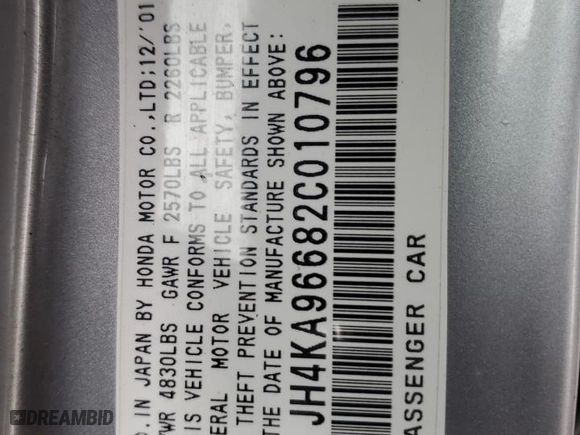 D.IN JAPAN BY HONDA MOTOR CO.,LTD:12/'01
WR 4830LBS GAWR F 2570LBS R 2260LBS
IS VEHICLE CONFORMS TO ALL APPLICABLE
ERAL MOTOR VEHICLE SAFETY, BUMPER,
THEFT PREVENTION STANDARDS IN EFFECT
THE DATE OF MANUFACTURE SHOWN ABOVE:
JH4KA96682C010796
ASSENGER CAR
DREAMBID